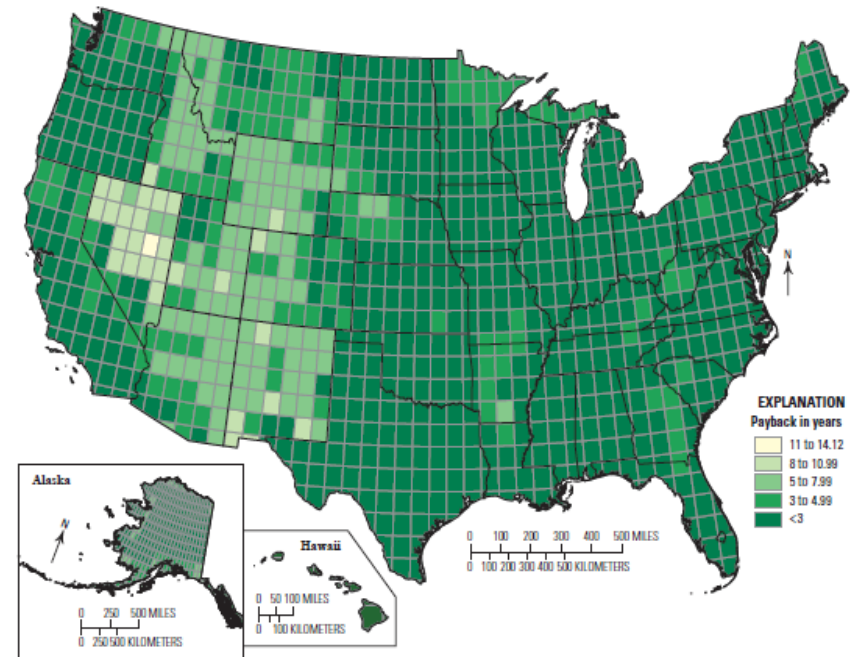 N
EXPLANATION
Payback in years
11 to 14.12
8 to 10.99
5 to 7.99
3 to 4.99
<3
Alaska
N
0 250 500 MILES
0 250 500 KILOMETERS
Hawaii
0 50 100 MILES
0 100 KILOMETERS
0 100 200 300 400 500 MILES
0 100 200 300 400 500 KILOMETERS